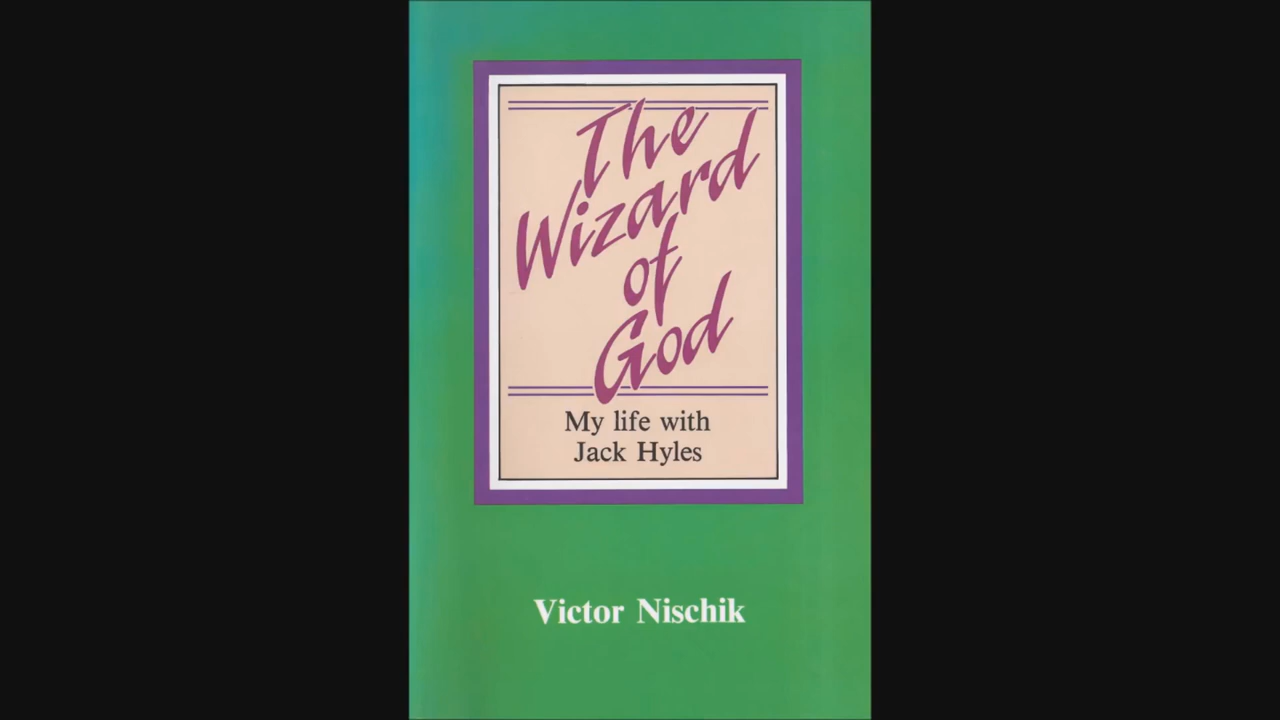 The
Wizard
of
God
My life with
Jack Hyles
Victor Nischik